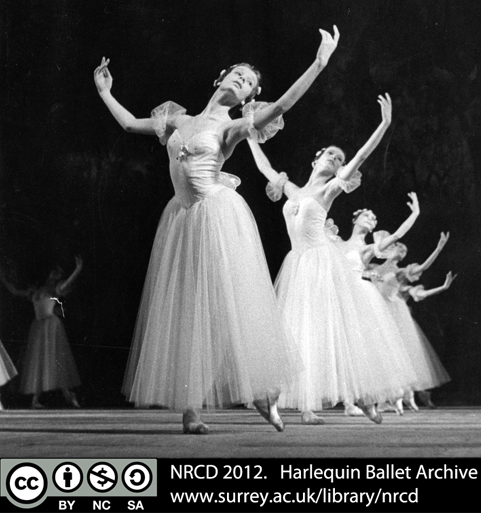 NRCD 2012. Harlequin Ballet Archive
www.surrey.ac.uk/library/nrcd
cc
BY NC SA